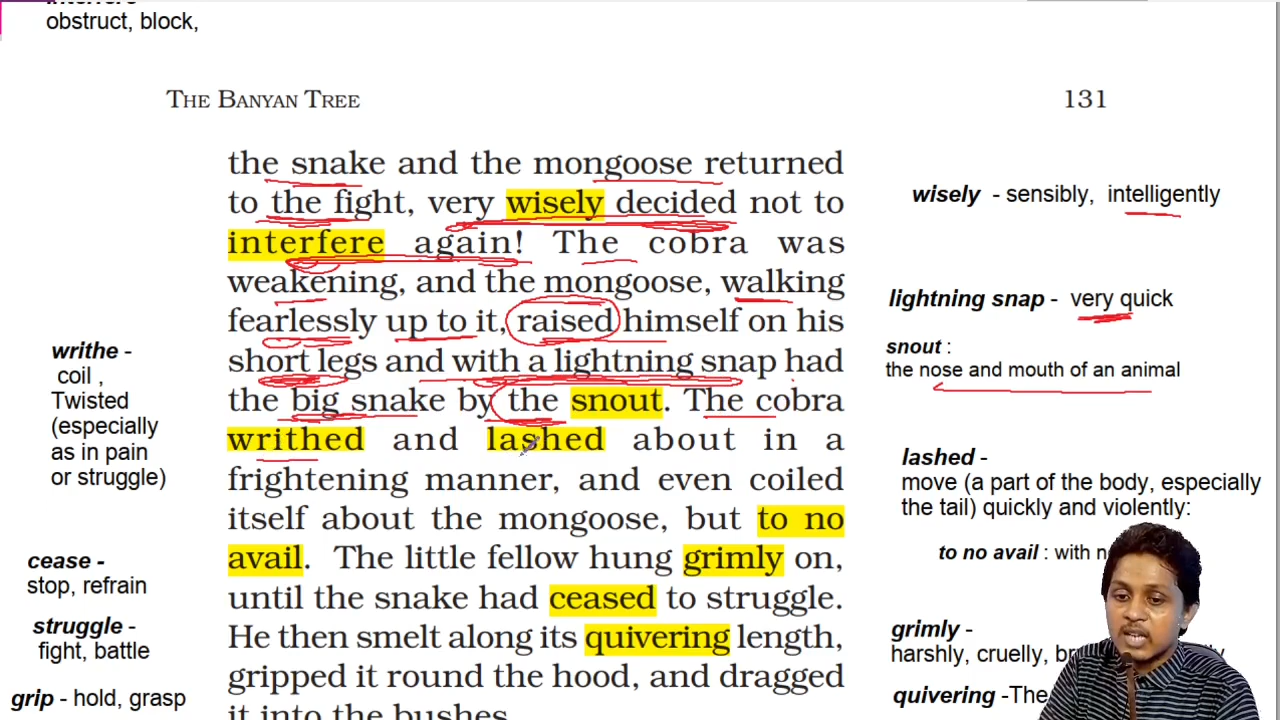 obstruct, block,
THE BANYAN TREE 131
the snake and the mongoose returned
to the fight, very wisely decided not to
interfere again! The cobra was
weakening, and the mongoose, walking
fearlessly up to it, raised himself on his
short legs and with a lightning snap had
the big snake by the snout. The cobra
writhed and lashed about in a
frightening manner, and even coiled
itself about the mongoose, but to no
avail. The little fellow hung grimly on,
until the snake had ceased to struggle.
He then smelt along its quivering length,
gripped it round the hood, and dragged
it into the bushes.
writhe -
coil ,
Twisted
(especially
as in pain
or struggle)
cease -
stop, refrain
struggle -
fight, battle
grip - hold, grasp
wisely - sensibly, intelligently
lightning snap - very quick
snout :
the nose and mouth of an animal
lashed -
move (a part of the body, especially
the tail) quickly and violently:
to no avail : with
grimly -
harshly, cruelly,
quivering -The